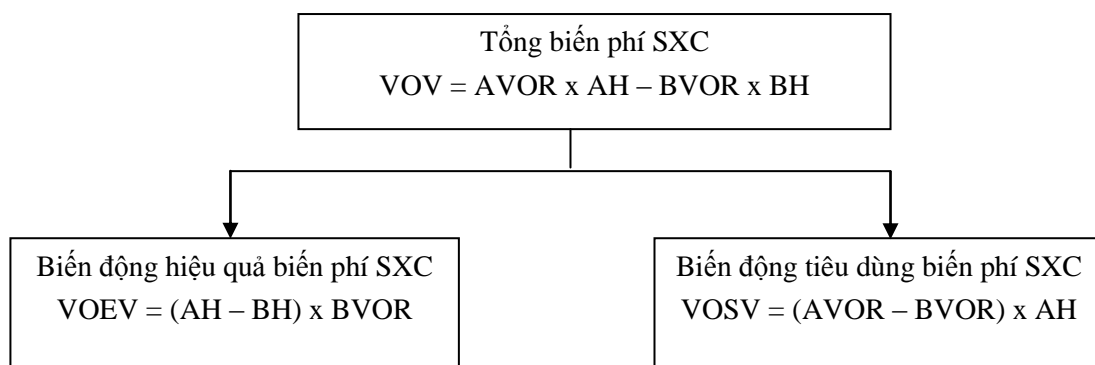 Tổng biến phí SXC
VOV = AVOR x AH – BVOR x BH
Biến động hiệu quả biến phí SXC
VOEV = (AH – BH) x BVOR
Biến động tiêu dùng biến phí SXC
VOSV = (AVOR – BVOR) x AH